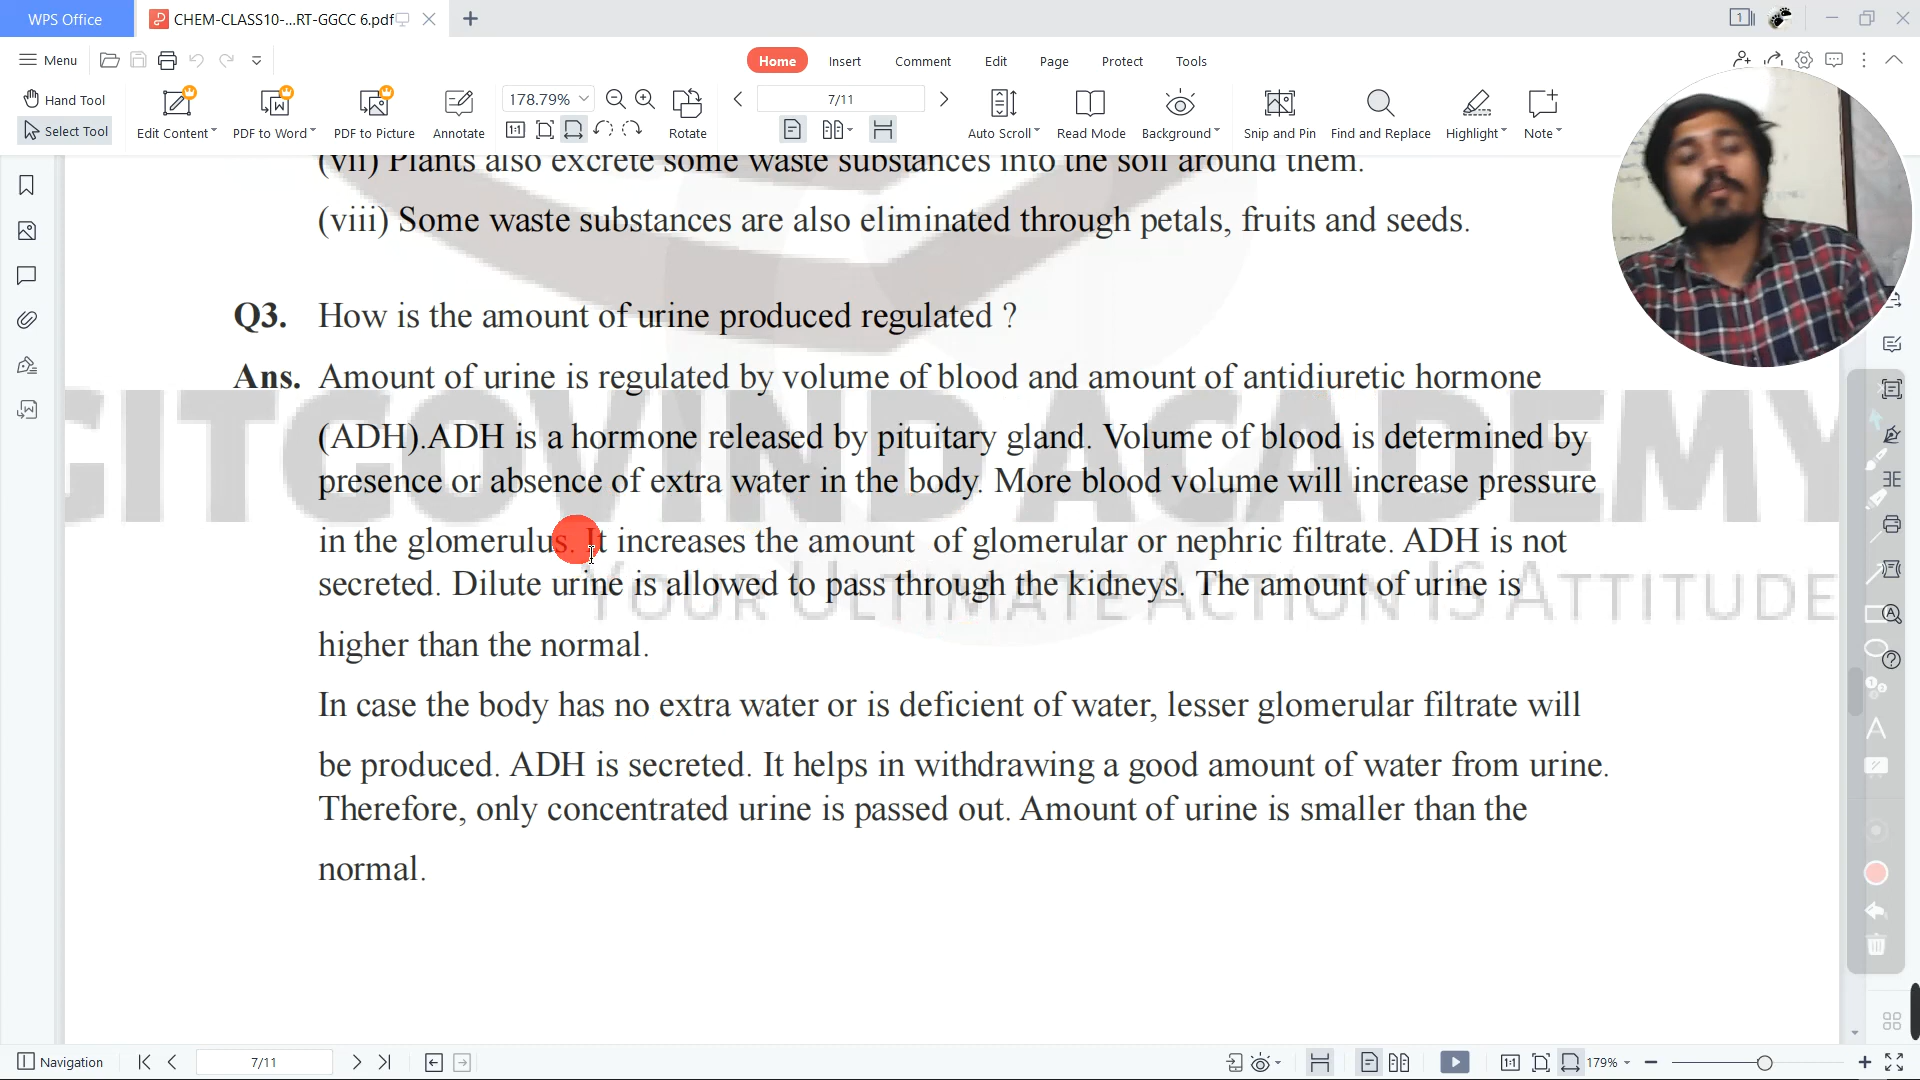 WPS Office
CHEM-CLASS10-...RT-GGCC 6.pdf
1
Menu
Home Insert Comment Edit Page Protect Tools
Hand Tool
Select Tool
Edit Content
PDF to Word
PDF to Picture
Annotate
178.79%
1:1
Rotate
7/11
Auto Scroll
Read Mode
Background
Snip and Pin
Find and Replace
Highlight
Note
(vii) Plants also excrete some waste substances into the soil around them.
(viii) Some waste substances are also eliminated through petals, fruits and seeds.
Q3. How is the amount of urine produced regulated ?
Ans. Amount of urine is regulated by volume of blood and amount of antidiuretic hormone
(ADH).ADH is a hormone released by pituitary gland. Volume of blood is determined by
presence or absence of extra water in the body. More blood volume will increase pressure
in the glomerulus. It increases the amount of glomerular or nephric filtrate. ADH is not
secreted. Dilute urine is allowed to pass through the kidneys. The amount of urine is
higher than the normal.
In case the body has no extra water or is deficient of water, lesser glomerular filtrate will
be produced. ADH is secreted. It helps in withdrawing a good amount of water from urine.
Therefore, only concentrated urine is passed out. Amount of urine is smaller than the
normal.
GITGOVIND ACADEMY
YOUR ULTIMATE ACTION IS ATTITUDE
Navigation
7/11
1:1
179%